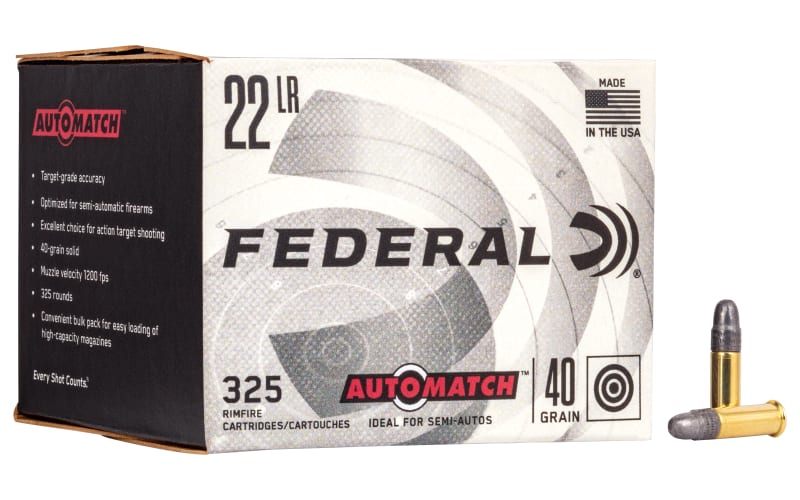 AUTOMATCH™
• Target-grade accuracy
• Optimized for semi-automatic firearms
• Excellent choice for action target shooting
• 40-grain solid
• Muzzle velocity 1200 fps
• 325 rounds
• Convenient bulk pack for easy loading of
high-capacity magazines
Every Shot Counts.
22 LR
MADE
IN THE USA
FEDERAL ®
325
RIMFIRE
CARTRIDGES/CARTOUCHES
AUTOMATCH™
IDEAL FOR SEMI-AUTOS
40
GRAIN